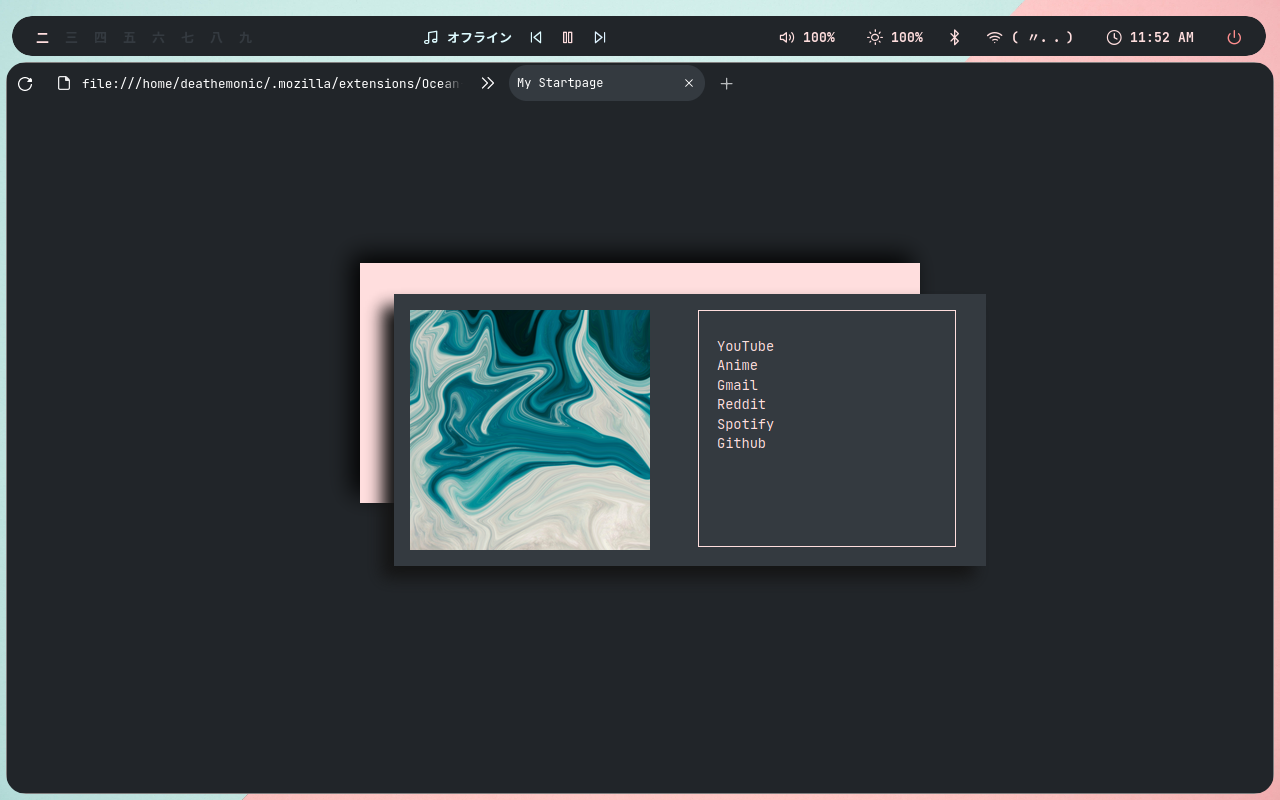 二 三 四 五 六 七 八 九
オフライン
100%
100%
( 〃. . )
11:52 AM
file:///home/deathemonic/.mozilla/extensions/Ocean
My Startpage
YouTube
Anime
Gmail
Reddit
Spotify
Github